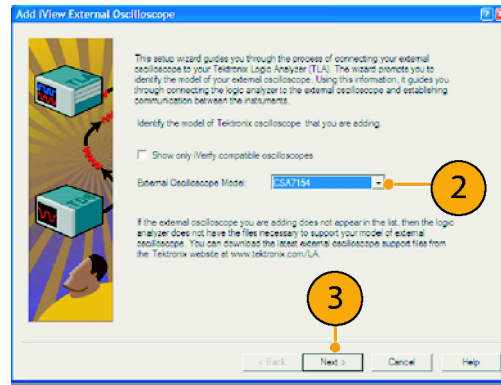 Add iView External Oscilloscope
This setup wizard guides you through the process of connecting your external
oscilloscope to your Tektronix Logic Analyzer (TLA). The wizard prompts you to
identify the model of your external oscilloscope. Using this information, it guides you
through connecting the logic analyzer to the external oscilloscope and establishing
communication between the instruments.
Identify the model of Tektronix oscilloscope that you are adding.
Show only iVerify compatible oscilloscopes
External Oscilloscope Model: CSA7154
2
If the external oscilloscope you are adding does not appear in the list, then the logic
analyzer does not have the files necessary to support your model of external
oscilloscope. You can download the latest external oscilloscope support files from
the Tektronix website at www.tektronix.com/LA.
3
< Back Next > Cancel Help
TLA
TDS